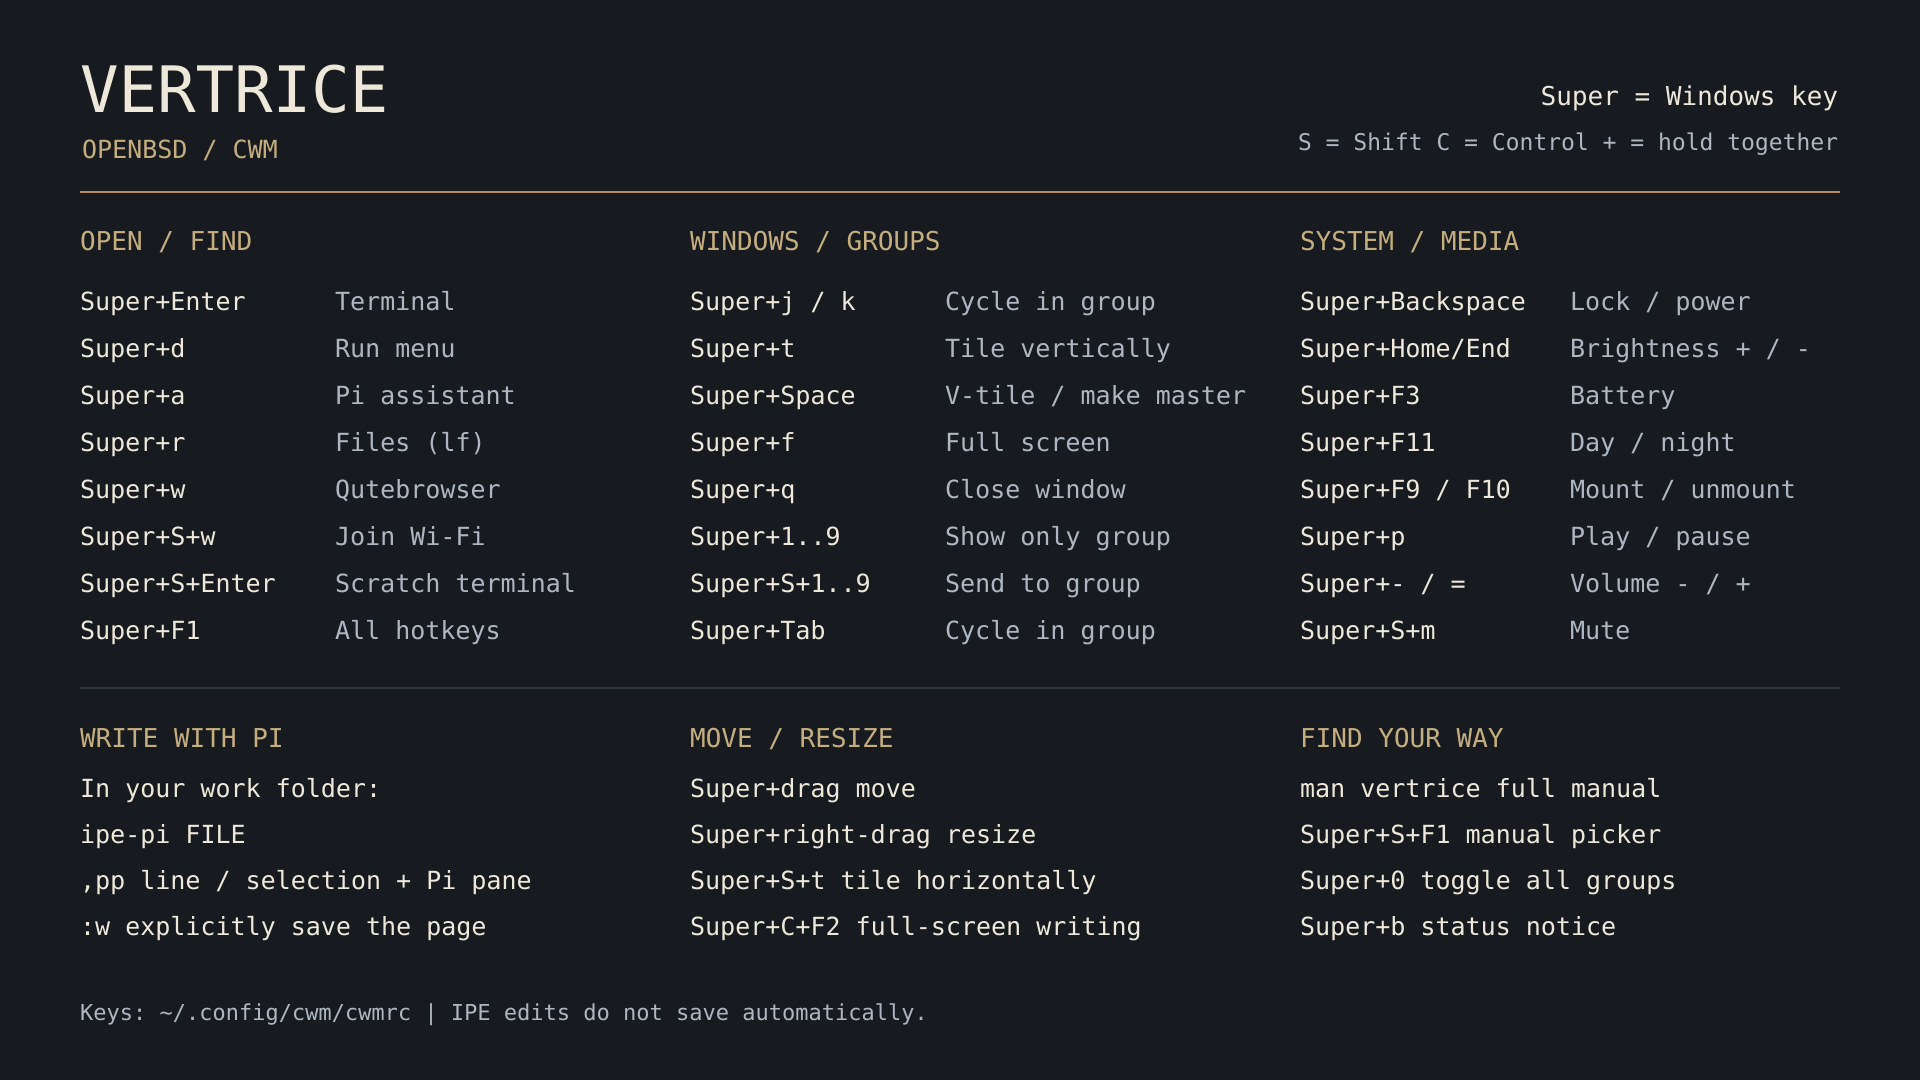 VERTRICE
OPENBSD / CWM
Super = Windows key
S = Shift C = Control + = hold together
OPEN / FIND
Super+Enter Terminal
Super+d Run menu
Super+a Pi assistant
Super+r Files (lf)
Super+w Qutebrowser
Super+S+w Join Wi-Fi
Super+S+Enter Scratch terminal
Super+F1 All hotkeys
WINDOWS / GROUPS
Super+j / k Cycle in group
Super+t Tile vertically
Super+Space V-tile / make master
Super+f Full screen
Super+q Close window
Super+1..9 Show only group
Super+S+1..9 Send to group
Super+Tab Cycle in group
SYSTEM / MEDIA
Super+Backspace Lock / power
Super+Home/End Brightness + / -
Super+F3 Battery
Super+F11 Day / night
Super+F9 / F10 Mount / unmount
Super+p Play / pause
Super+- / = Volume - / +
Super+S+m Mute
WRITE WITH PI
In your work folder:
ipe-pi FILE
,pp line / selection + Pi pane
:w explicitly save the page
MOVE / RESIZE
Super+drag move
Super+right-drag resize
Super+S+t tile horizontally
Super+C+F2 full-screen writing
FIND YOUR WAY
man vertrice full manual
Super+S+F1 manual picker
Super+0 toggle all groups
Super+b status notice
Keys: ~/.config/cwm/cwmrc | IPE edits do not save automatically.